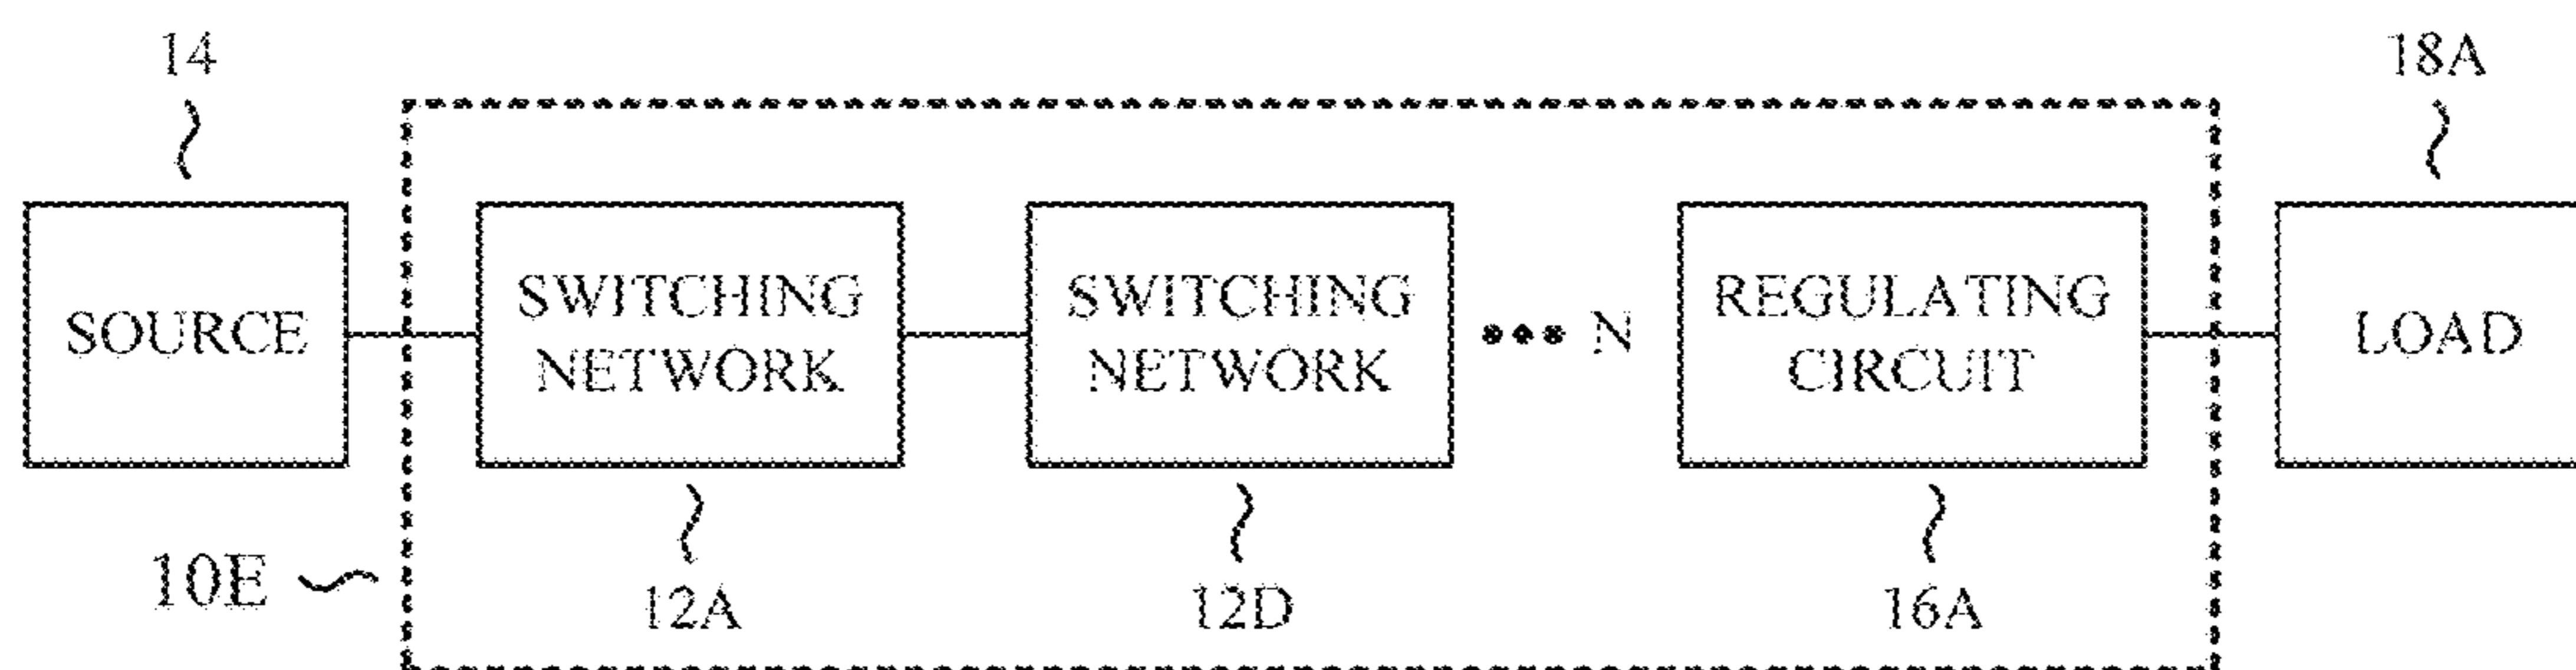 14
18A
SOURCE
SWITCHING
NETWORK
SWITCHING
NETWORK
••• N
REGULATING
CIRCUIT
LOAD
10E
12A
12D
16A